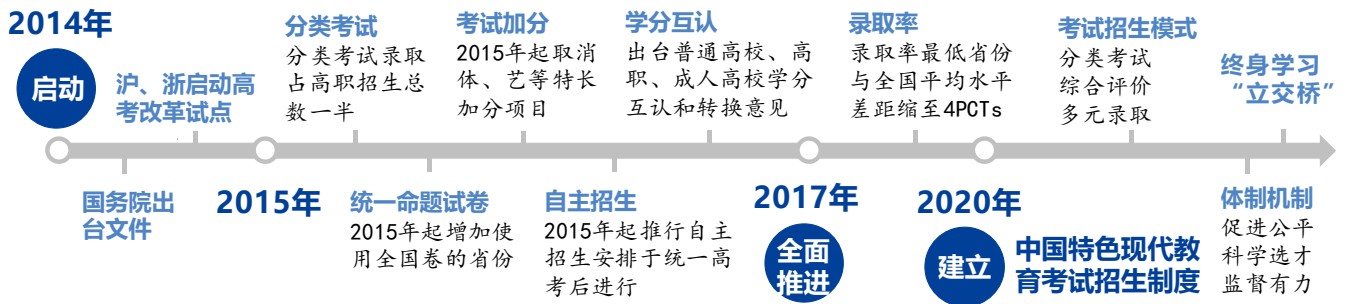 2014年
启动
沪、浙启动高
考改革试点
国务院出
台文件
2015年
分类考试
分类考试录取
占高职招生总
数一半
统一命题试卷
2015年起增加使
用全国卷的省份
考试加分
2015年起取消
体、艺等特长
加分项目
自主招生
2015年起推行自主
招生安排于统一高
考后进行
学分互认
出台普通高校、高
职、成人高校学分
互认和转换意见
2017年
全面
推进
录取率
录取率最低省份
与全国平均水平
差距缩至4PCTs
2020年
建立
中国特色现代教
育考试招生制度
考试招生模式
分类考试
综合评价
多元录取
体制机制
促进公平
科学选才
监督有力
终身学习
“立交桥”